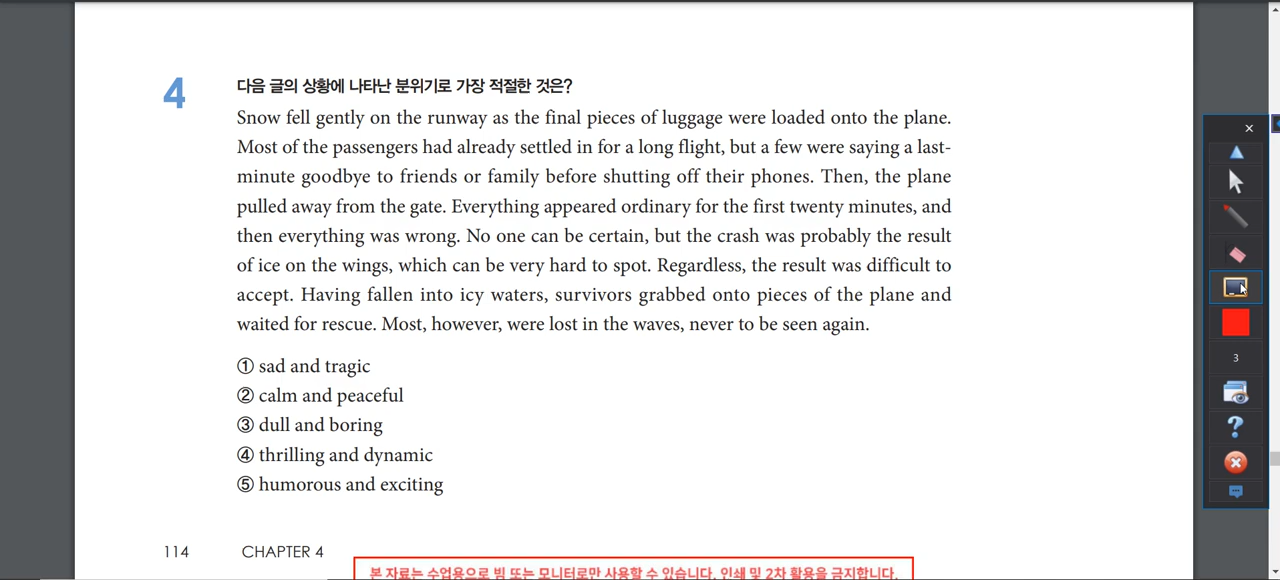 4
다음 글의 상황에 나타난 분위기로 가장 적절한 것은?
Snow fell gently on the runway as the final pieces of luggage were loaded onto the plane.
Most of the passengers had already settled in for a long flight, but a few were saying a last-
minute goodbye to friends or family before shutting off their phones. Then, the plane
pulled away from the gate. Everything appeared ordinary for the first twenty minutes, and
then everything was wrong. No one can be certain, but the crash was probably the result
of ice on the wings, which can be very hard to spot. Regardless, the result was difficult to
accept. Having fallen into icy waters, survivors grabbed onto pieces of the plane and
waited for rescue. Most, however, were lost in the waves, never to be seen again.
① sad and tragic
② calm and peaceful
③ dull and boring
④ thrilling and dynamic
⑤ humorous and exciting
114 CHAPTER 4
본 자료는 수업용으로 빔 또는 모니터로만 사용할 수 있습니다. 인쇄 및 2차 활용을 금지합니다.
3